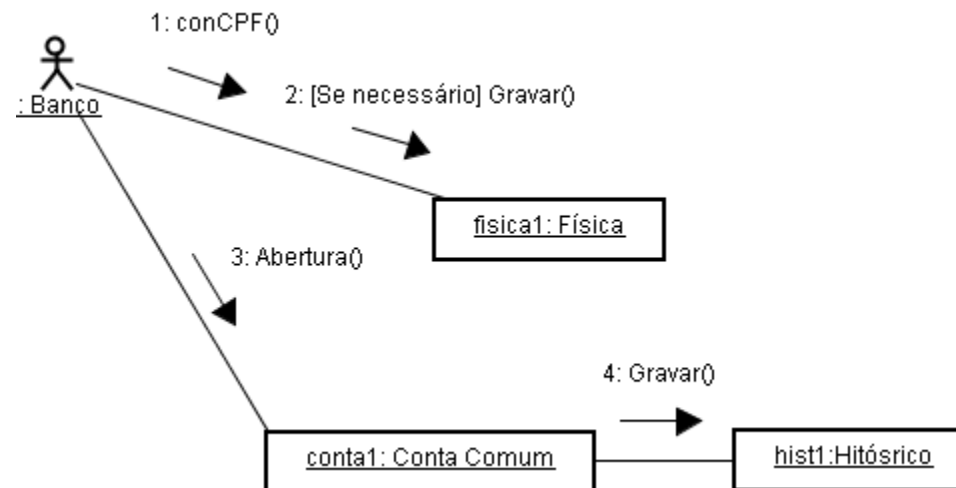 1: conCPF()
2: [Se necessário] Gravar()
: Banco
fisica1: Física
3: Abertura()
4: Gravar()
conta1: Conta Comum
hist1:Hitósrico